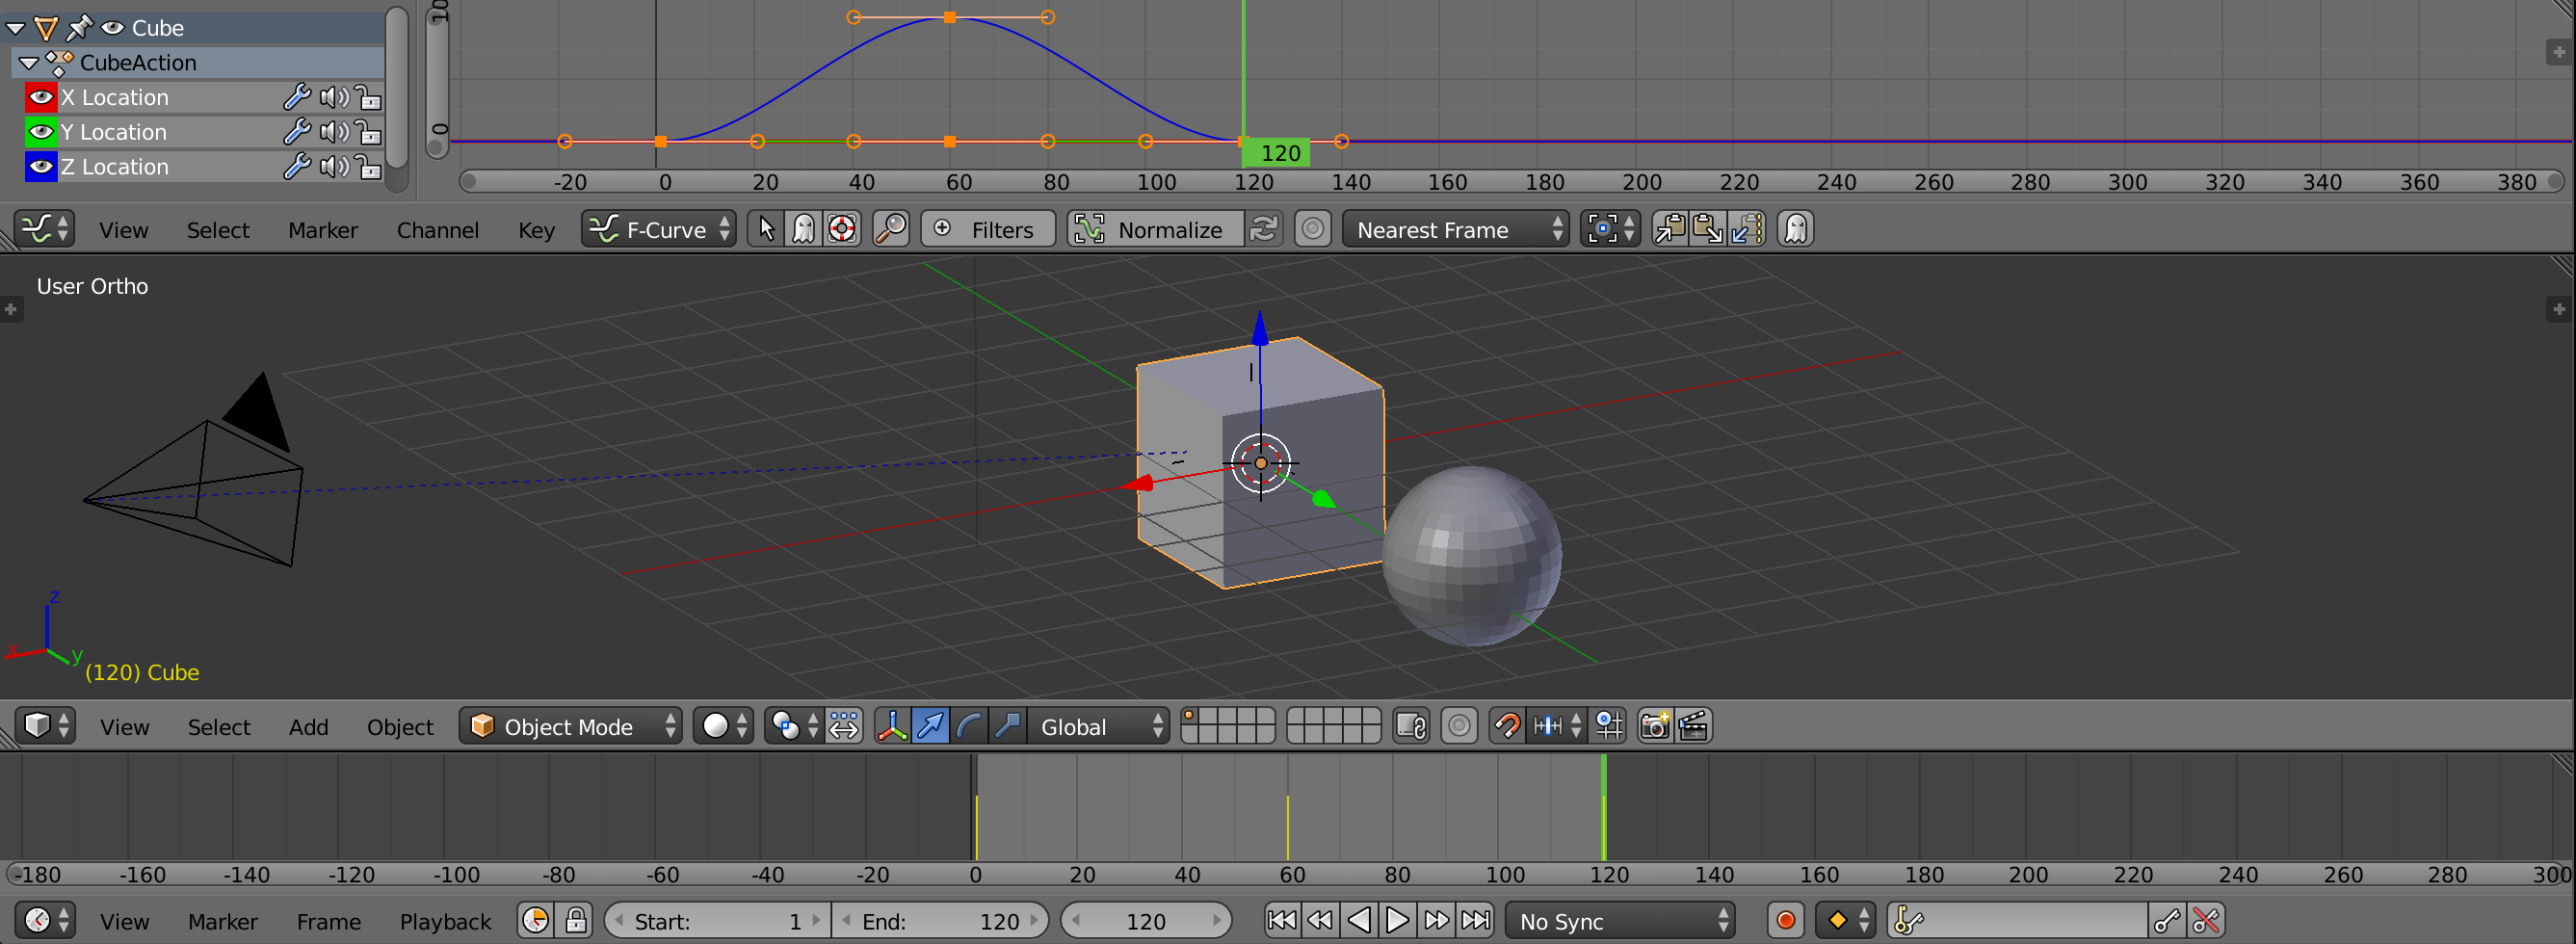 Cube
CubeAction
X Location
Y Location
Z Location
10
0
120
-20 0 20 40 60 80 100 120 140 160 180 200 220 240 260 280 300 320 340 360 380
View Select Marker Channel Key F-Curve Filters Normalize Nearest Frame
User Ortho
z
x y
(120) Cube
View Select Add Object Object Mode Global
-180 -160 -140 -120 -100 -80 -60 -40 -20 0 20 40 60 80 100 120 140 160 180 200 220 240 260 280 300
View Marker Frame Playback Start: 1 End: 120 120 No Sync